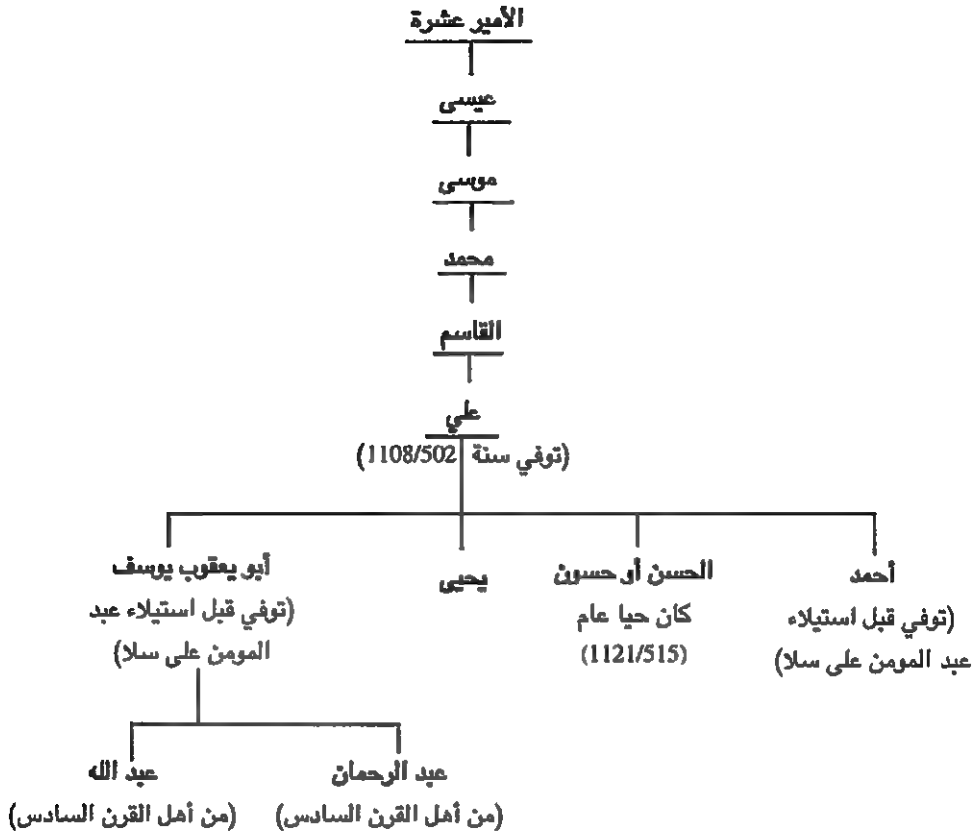 الأمير عشرة
عيسى
موسى
محمد
القاسم
علي
(توفي سنة 1108/502)
أحمد
(توفي قبل استيلاء
عبد المومن على سلا)
الحسن أو حسون
كان حيا عام
(1121/515)
يحيى
أبو يعقوب يوسف
(توفي قبل استيلاء عبد
المومن على سلا)
عبد الرحمان
(من أهل القرن السادس)
عبد الله
(من أهل القرن السادس)